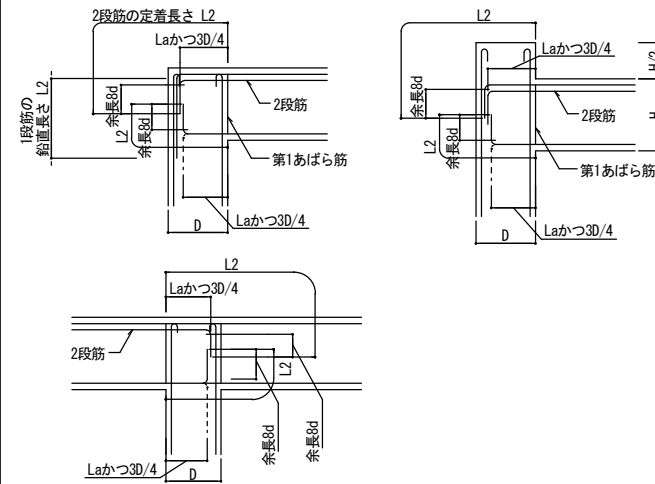 2段筋の定着長さ L2
Laかつ3D/4
1段筋の
鉛直長さ L2
余長8d
L2
余長8d
2段筋
第1あばら筋
Laかつ3D/4
D
L2
Laかつ3D/4
H/2
余長8d
2段筋
H
L2
余長8d
第1あばら筋
Laかつ3D/4
D
L2
Laかつ3D/4
2段筋
L2
余長8d
余長8d
Laかつ3D/4
D